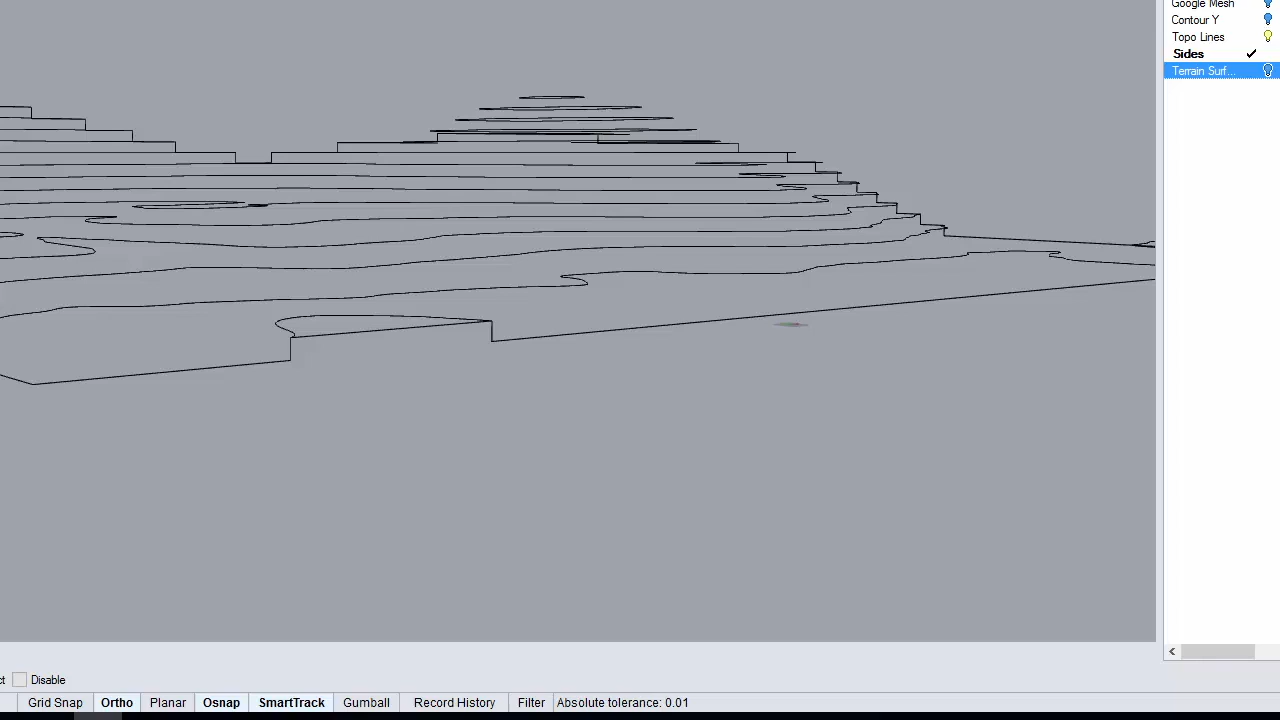 Google Mesh
Contour Y
Topo Lines
Sides
Terrain Surf...
ct Disable
Grid Snap Ortho Planar Osnap SmartTrack Gumball Record History Filter Absolute tolerance: 0.01